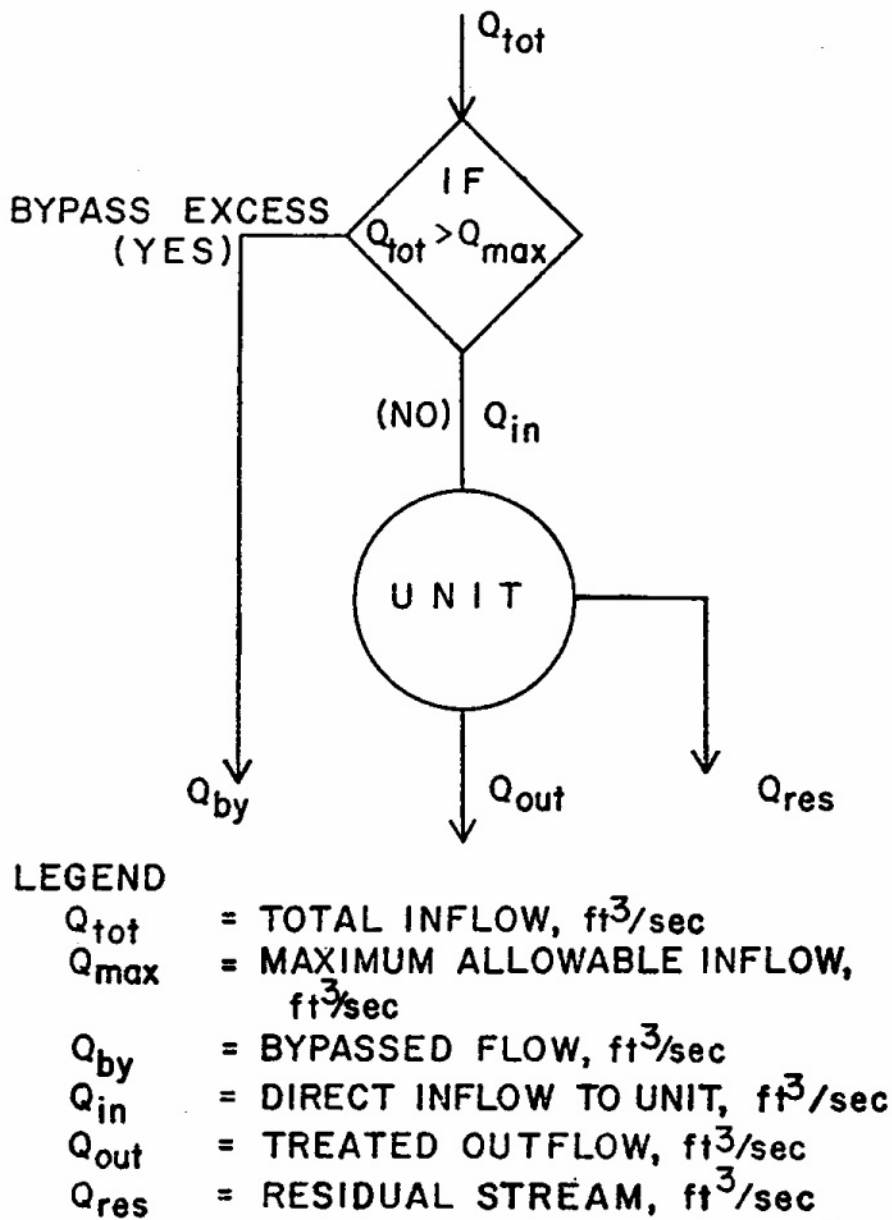 Q_tot
IF
BYPASS EXCESS
(YES)
Q_tot > Q_max
(NO) Q_in
UNIT
Q_by
Q_out
Q_res
LEGEND
Q_tot = TOTAL INFLOW, ft³/sec
Q_max = MAXIMUM ALLOWABLE INFLOW,
ft³/sec
Q_by = BYPASSED FLOW, ft³/sec
Q_in = DIRECT INFLOW TO UNIT, ft³/sec
Q_out = TREATED OUTFLOW, ft³/sec
Q_res = RESIDUAL STREAM, ft³/sec